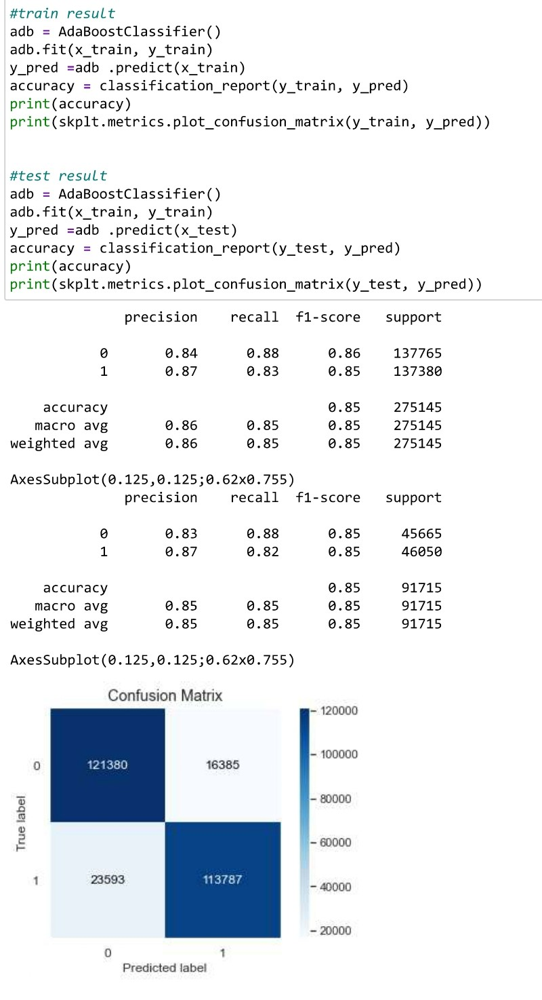 #train result
adb = AdaBoostClassifier()
adb.fit(x_train, y_train)
y_pred =adb .predict(x_train)
accuracy = classification_report(y_train, y_pred)
print(accuracy)
print(skplt.metrics.plot_confusion_matrix(y_train, y_pred))
#test result
adb = AdaBoostClassifier()
adb.fit(x_train, y_train)
y_pred =adb .predict(x_test)
accuracy = classification_report(y_test, y_pred)
print(accuracy)
print(skplt.metrics.plot_confusion_matrix(y_test, y_pred))
precision recall f1-score support
0 0.84 0.88 0.86 137765
1 0.87 0.83 0.85 137380
accuracy 0.85 275145
macro avg 0.86 0.85 0.85 275145
weighted avg 0.86 0.85 0.85 275145
AxesSubplot(0.125,0.125;0.62x0.755)
precision recall f1-score support
0 0.83 0.88 0.85 45665
1 0.87 0.82 0.85 46050
accuracy 0.85 91715
macro avg 0.85 0.85 0.85 91715
weighted avg 0.85 0.85 0.85 91715
AxesSubplot(0.125,0.125;0.62x0.755)
Confusion Matrix
120000
100000
80000
60000
40000
20000
True label
0 121380 16385
1 23593 113787
0 1
Predicted label